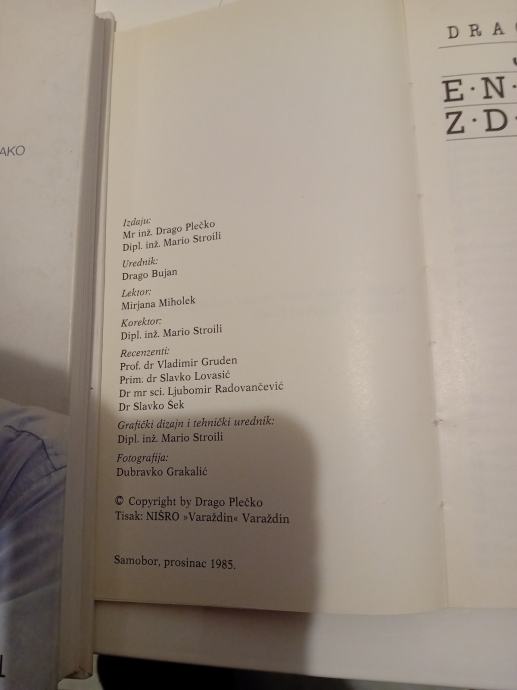 AKO
Izdaju:
Mr inž. Drago Plečko
Dipl. inž. Mario Stroili
Urednik:
Drago Bujan
Lektor:
Mirjana Miholek
Korektor:
Dipl. inž. Mario Stroili
Recenzenti:
Prof. dr Vladimir Gruden
Prim. dr Slavko Lovasić
Dr mr sci. Ljubomir Radovančević
Dr Slavko Šek
Grafički dizajn i tehnički urednik:
Dipl. inž. Mario Stroili
Fotografija:
Dubravko Grakalić
© Copyright by Drago Plečko
Tisak: NIŠRO »Varaždin« Varaždin
Samobor, prosinac 1985.
D R A
E · N ·
Z · D ·